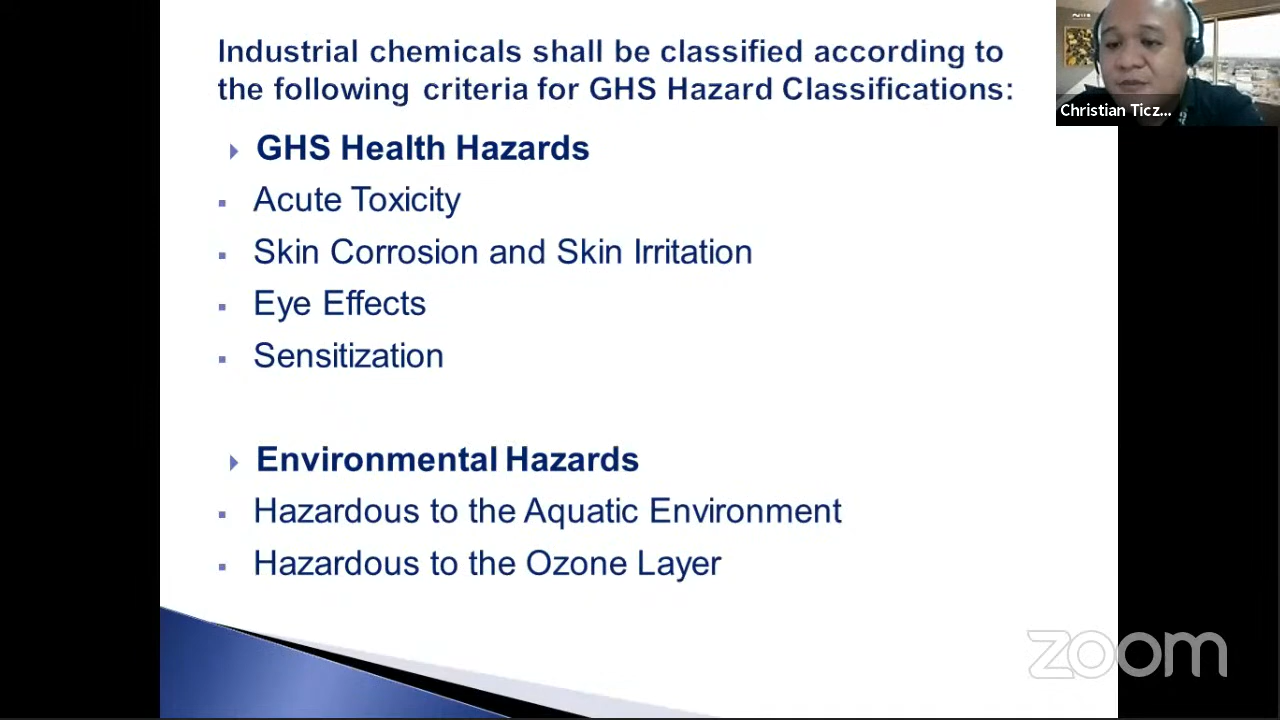 Industrial chemicals shall be classified according to
the following criteria for GHS Hazard Classifications:
GHS Health Hazards
Acute Toxicity
Skin Corrosion and Skin Irritation
Eye Effects
Sensitization
Environmental Hazards
Hazardous to the Aquatic Environment
Hazardous to the Ozone Layer
Christian Ticz...
zoom